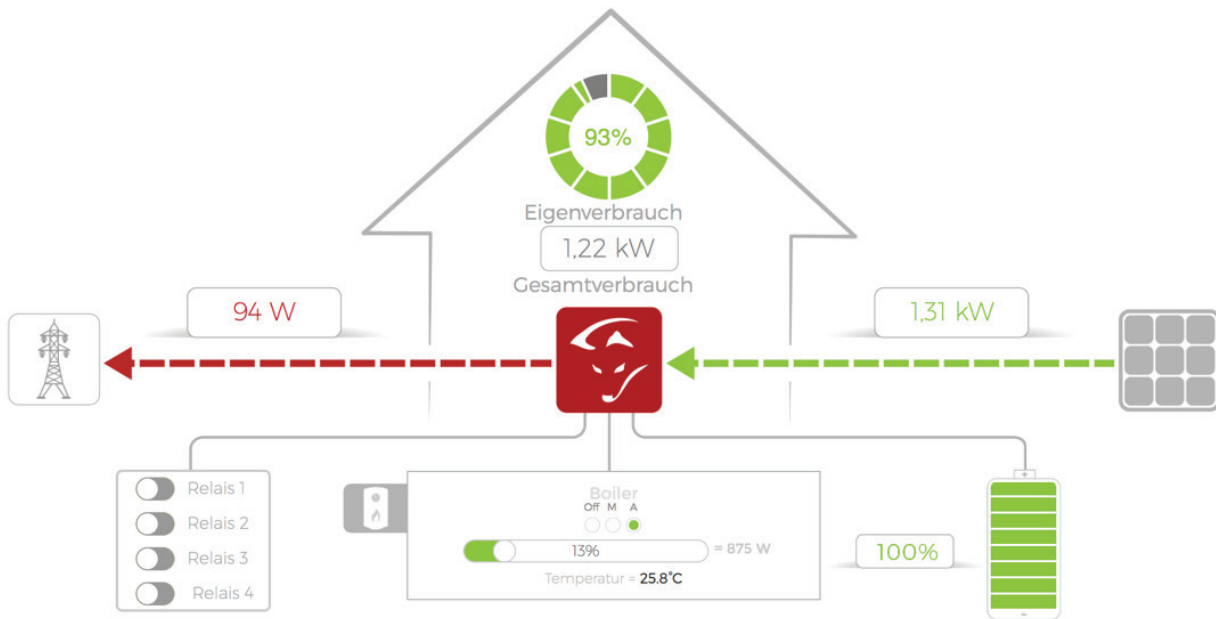 93%
Eigenverbrauch
1,22 kW
Gesamtverbrauch
94 W
1,31 kW
Relais 1
Relais 2
Relais 3
Relais 4
Boiler
Off M A
13% = 875 W
Temperatur = 25.8°C
100%